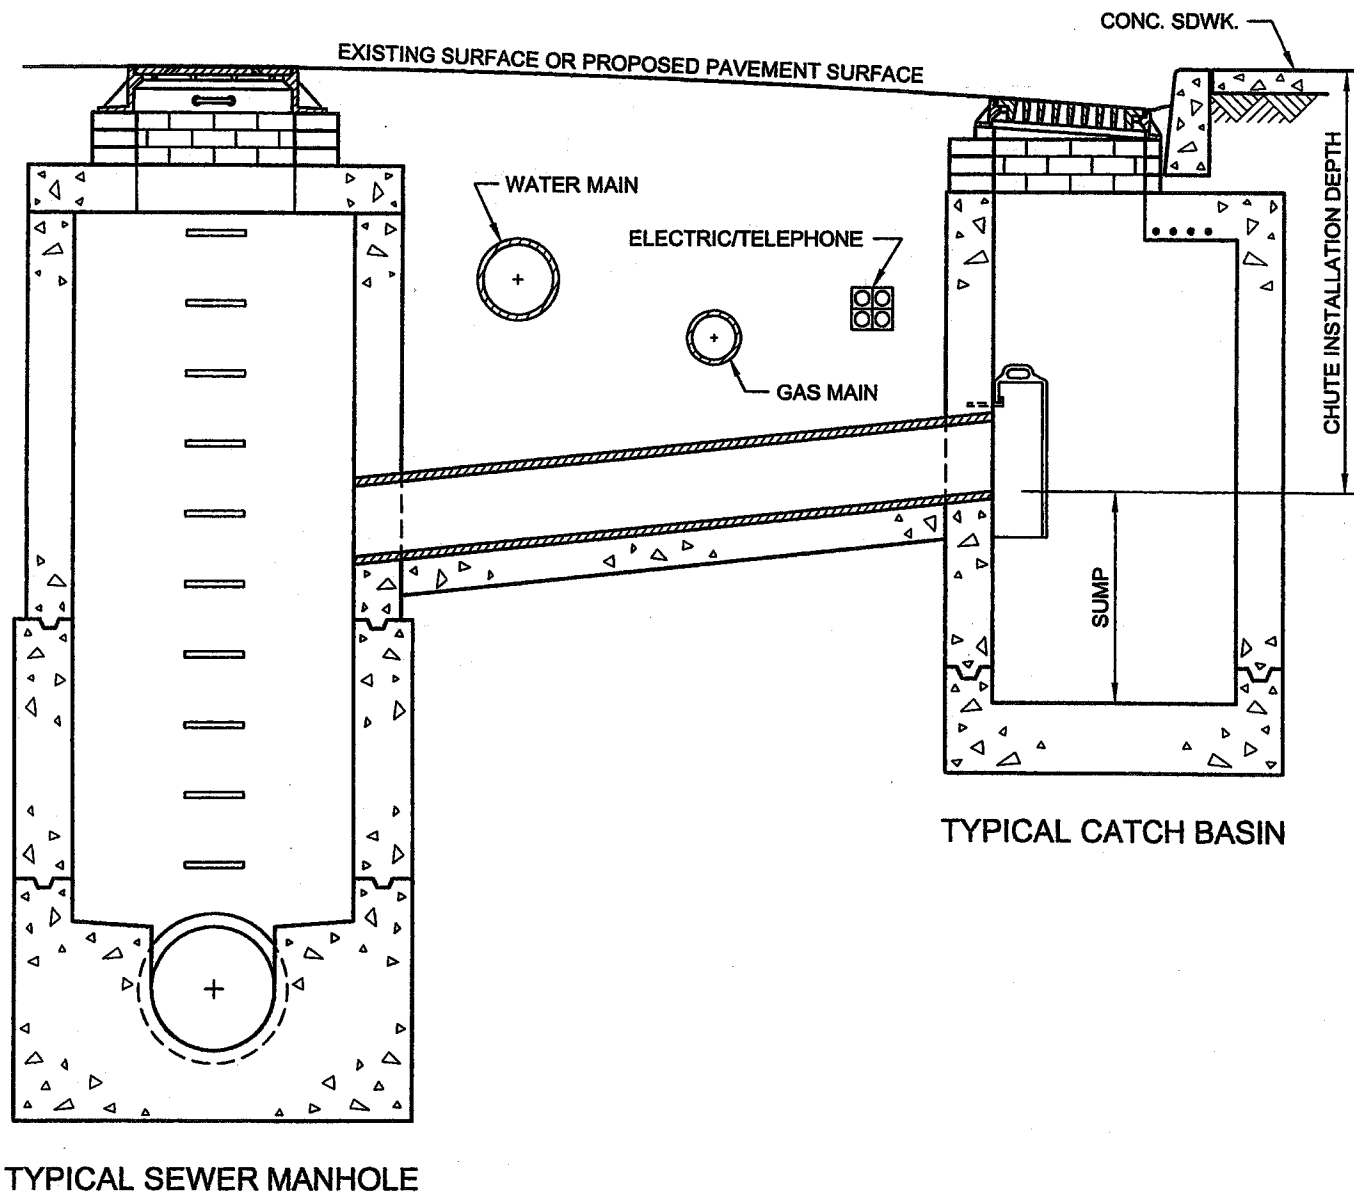 CONC. SDWK.
EXISTING SURFACE OR PROPOSED PAVEMENT SURFACE
WATER MAIN
ELECTRIC/TELEPHONE
GAS MAIN
CHUTE INSTALLATION DEPTH
SUMP
TYPICAL CATCH BASIN
TYPICAL SEWER MANHOLE